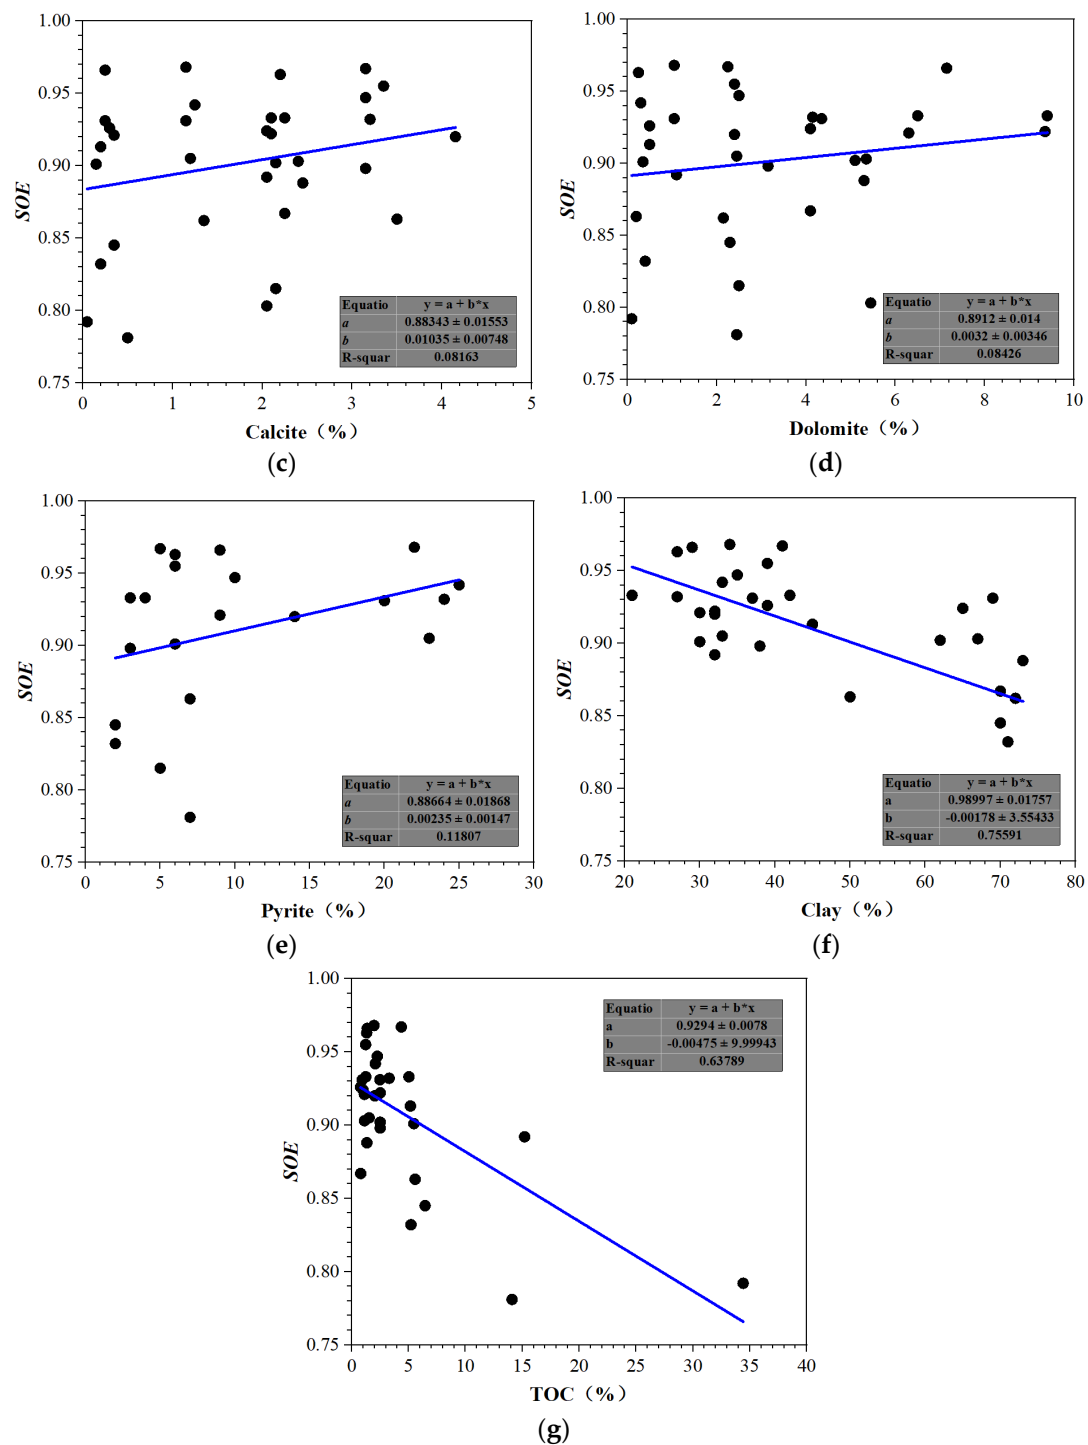 1.00
0.95
0.90
0.85
0.80
0.75
SOE
0 1 2 3 4 5
Calcite（%）
Equatio y = a + b*x
a 0.88343 ± 0.01553
b 0.01035 ± 0.00748
R-squar 0.08163
(c)
1.00
0.95
0.90
0.85
0.80
0.75
SOE
0 2 4 6 8 10
Dolomite（%）
Equatio y = a + b*x
a 0.8912 ± 0.014
b 0.0032 ± 0.00346
R-squar 0.08426
(d)
1.00
0.95
0.90
0.85
0.80
0.75
SOE
0 5 10 15 20 25 30
Pyrite（%）
Equatio y = a + b*x
a 0.88664 ± 0.01868
b 0.00235 ± 0.00147
R-squar 0.11807
(e)
1.00
0.95
0.90
0.85
0.80
0.75
SOE
20 30 40 50 60 70 80
Clay（%）
Equatio y = a + b*x
a 0.98997 ± 0.01757
b -0.00178 ± 3.55433
R-squar 0.75591
(f)
1.00
0.95
0.90
0.85
0.80
0.75
SOE
0 5 10 15 20 25 30 35 40
TOC（%）
Equatio y = a + b*x
a 0.9294 ± 0.0078
b -0.00475 ± 9.99943
R-squar 0.63789
(g)